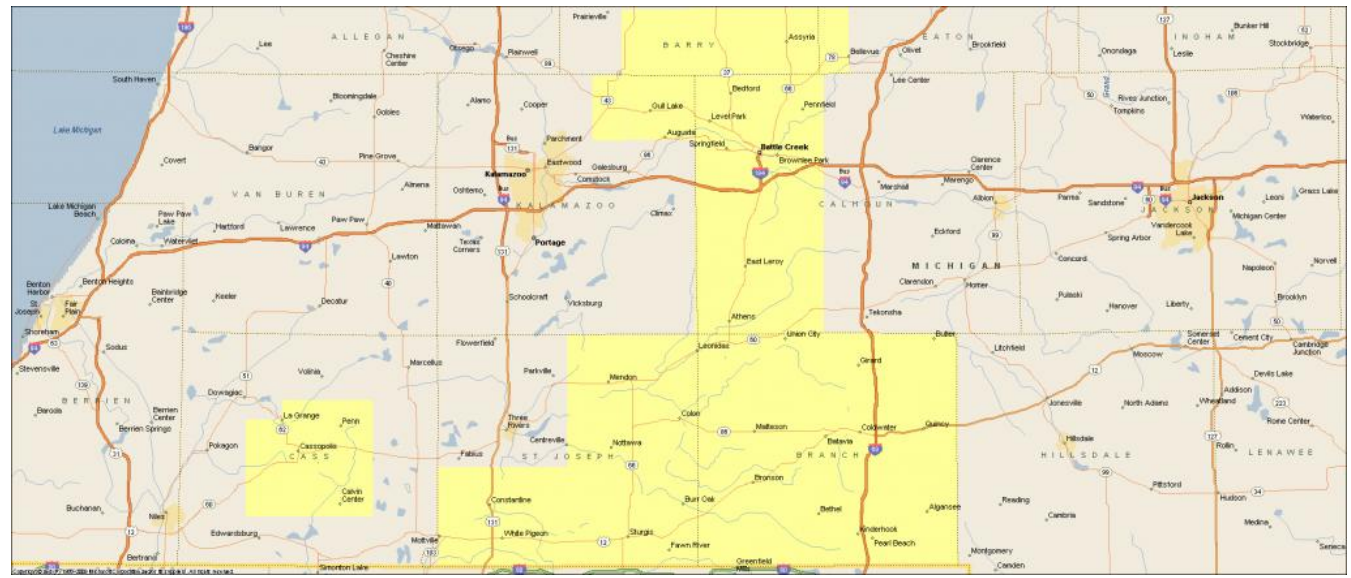 Prairieville
Bunker Hill
Lee
ALLEGAN
Cheshire Center
Otsego
Plainwell
BARRY
Assyria
Bellevue
Olivet
EATON
Brookfield
Onondaga
INGHAM
Leslie
Stockbridge
South Haven
Bloomingdale
Gobles
Alamo
Cooper
Gull Lake
Bedford
Pennfield
Lee Center
Grand
Rives Junction
Tompkins
Waterloo
Lake Michigan
Covert
Bangor
Pine Grove
Parchment
Eastwood
Augusta
Level Park
Springfield
Battle Creek
Brownlee Park
Clarence Center
Kalamazoo
Galesburg
Comstock
VAN BUREN
Almena
Oshtemo
KALAMAZOO
Climax
CALHOUN
Marshall
Marengo
Albion
Parma
Sandstone
JACKSON
Jackson
Leoni
Grass Lake
Michigan Center
Lake Michigan Beach
Paw Paw Lake
Hartford
Lawrence
Paw Paw
Mattawan
Texas Corners
Portage
Eckford
Spring Arbor
Vandercook Lake
Coloma
Watervliet
Lawton
East Leroy
MICHIGAN
Concord
Napoleon
Norvell
Benton Harbor
Benton Heights
Bainbridge Center
Keeler
Decatur
Schoolcraft
Vicksburg
Clarendon
Homer
Pulaski
Hanover
Liberty
Brooklyn
St. Joseph
Fair Plain
Shoreham
Athens
Tekonsha
Union City
Butler
Litchfield
Somerset Center
Cement City
Cambridge Junction
Stevensville
Sodus
Flowerfield
Leonidas
Moscow
Marcellus
Volinia
Parkville
Mendon
Girard
Devils Lake
Addison
BERRIEN
Baroda
Berrien Center
Berrien Springs
Dowagiac
La Grange
Penn
Three Rivers
Colon
Matteson
Batavia
Coldwater
Quincy
Jonesville
North Adams
Wheatland
Rome Center
Pokagon
Cassopolis
CASS
Fabius
Centreville
Nottawa
ST JOSEPH
BRANCH
Hillsdale
HILLSDALE
Rollin
LENAWEE
Calvin Center
Constantine
Burr Oak
Bronson
Bethel
Algansee
Reading
Cambria
Pittsford
Hudson
Medina
Buchanan
Niles
Edwardsburg
Mottville
White Pigeon
Sturgis
Fawn River
Kinderhook
Pearl Beach
Montgomery
Camden
Seneca
Bertrand
Simonton Lake
Greenfield Mills